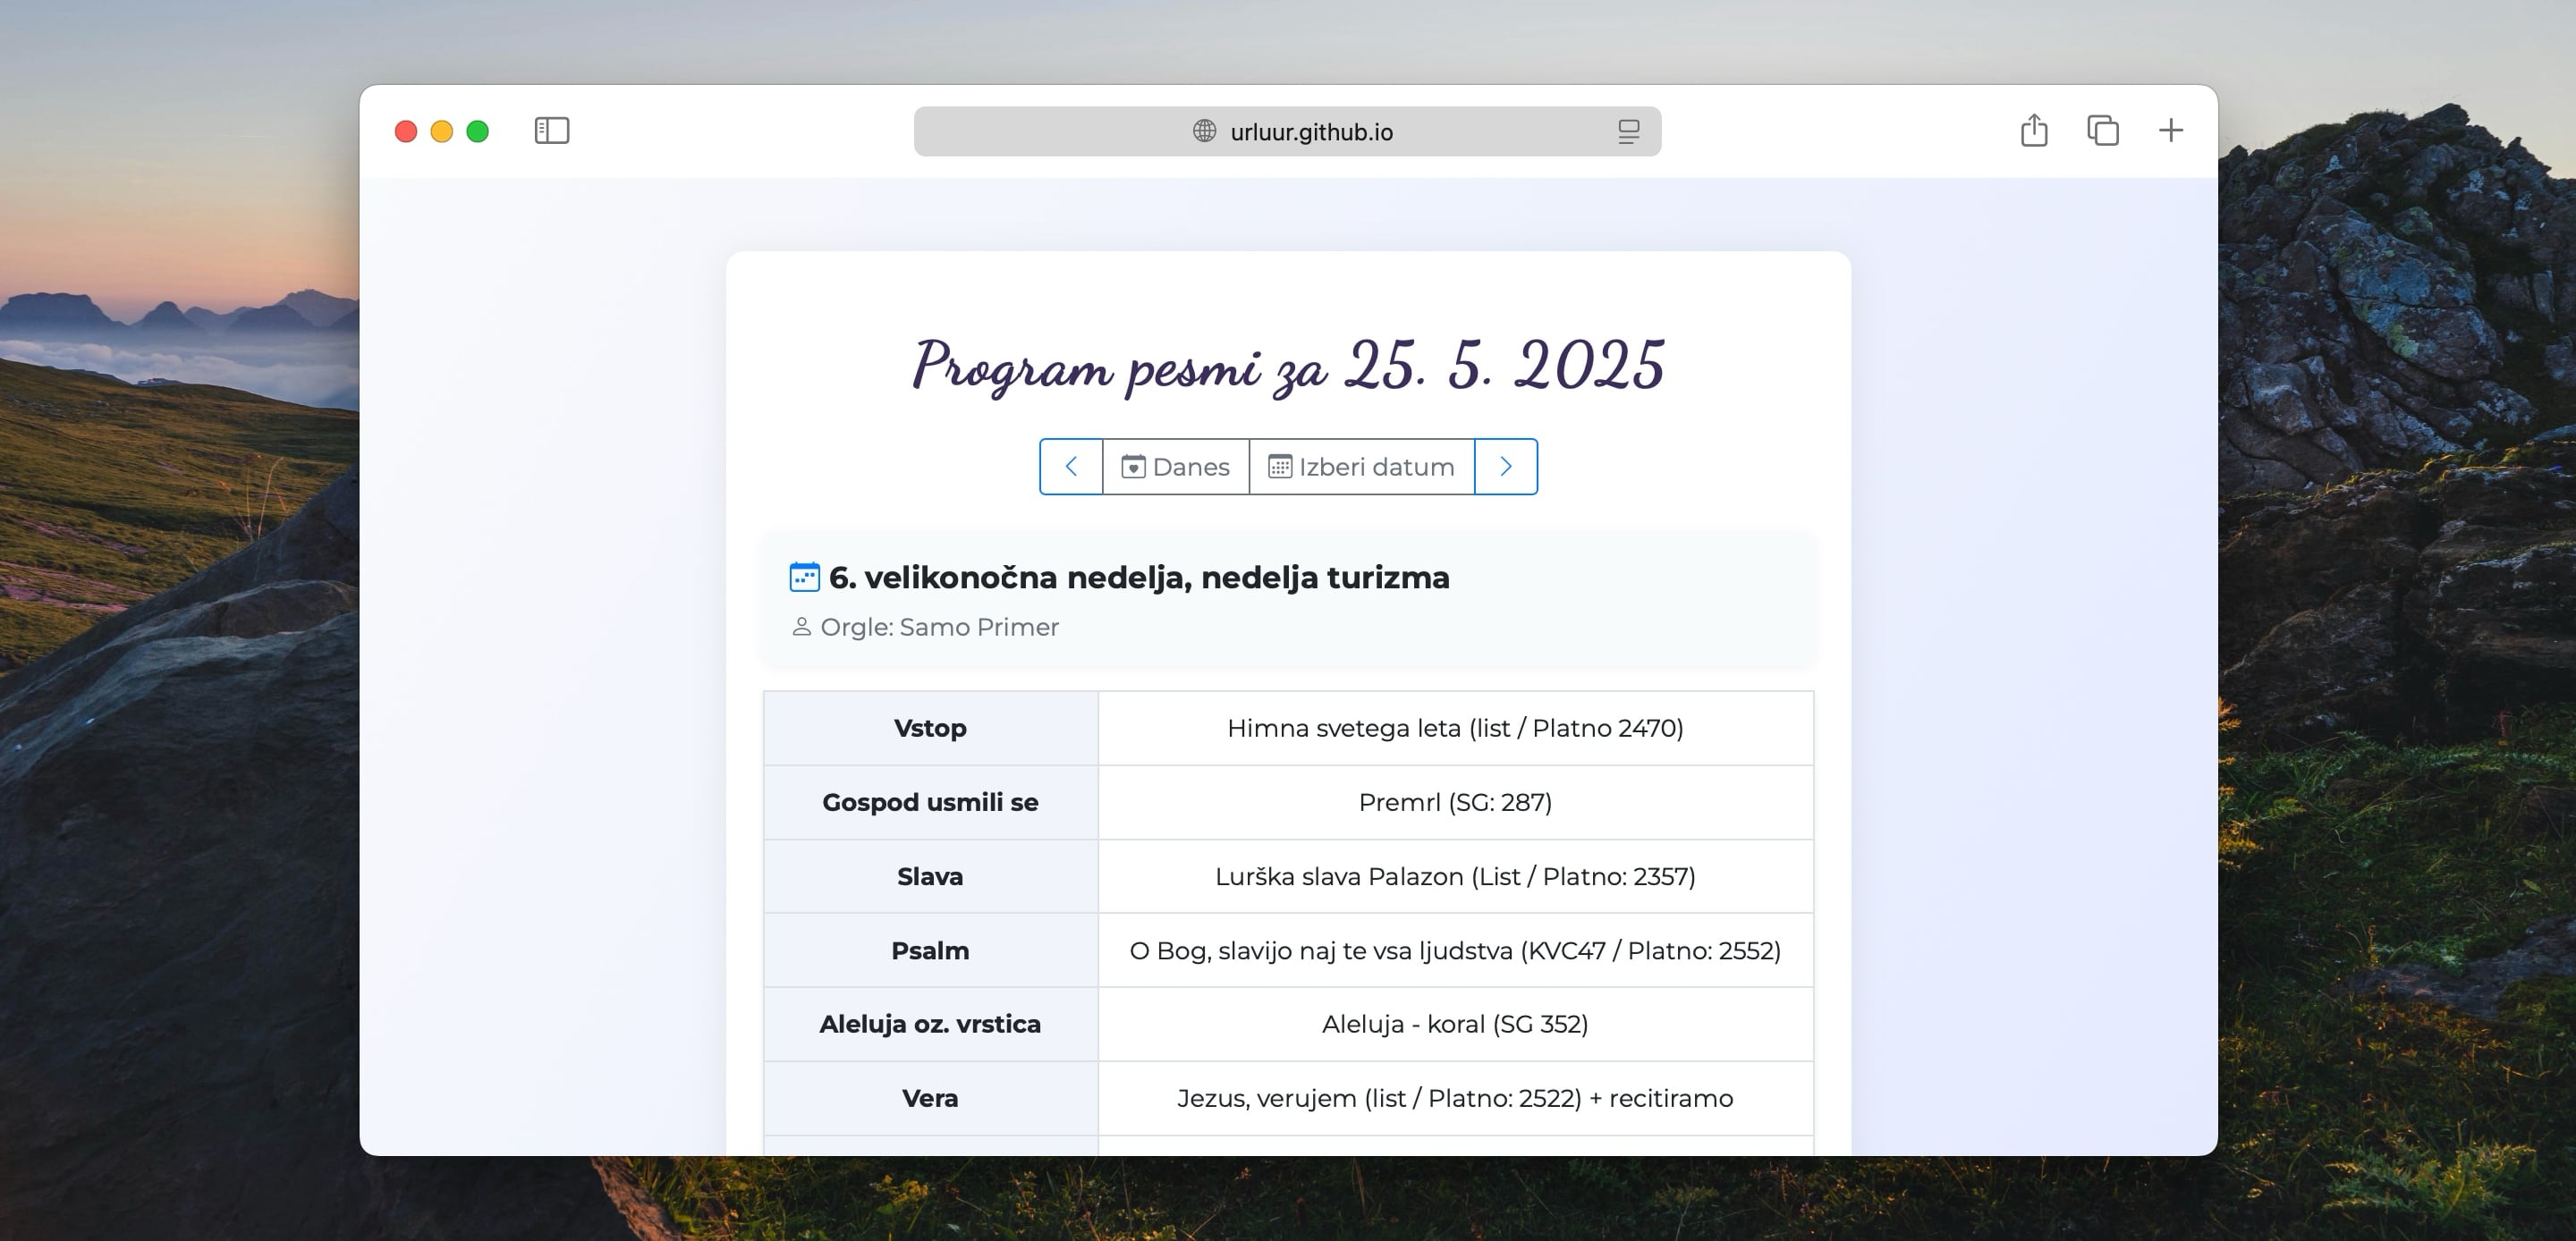 urluur.github.io
Program pesmi za 25. 5. 2025
Danes
Izberi datum
6. velikonočna nedelja, nedelja turizma
Orgle: Samo Primer
Vstop Himna svetega leta (list / Platno 2470)
Gospod usmili se Premrl (SG: 287)
Slava Lurška slava Palazon (List / Platno: 2357)
Psalm O Bog, slavijo naj te vsa ljudstva (KVC47 / Platno: 2552)
Aleluja oz. vrstica Aleluja - koral (SG 352)
Vera Jezus, verujem (list / Platno: 2522) + recitiramo